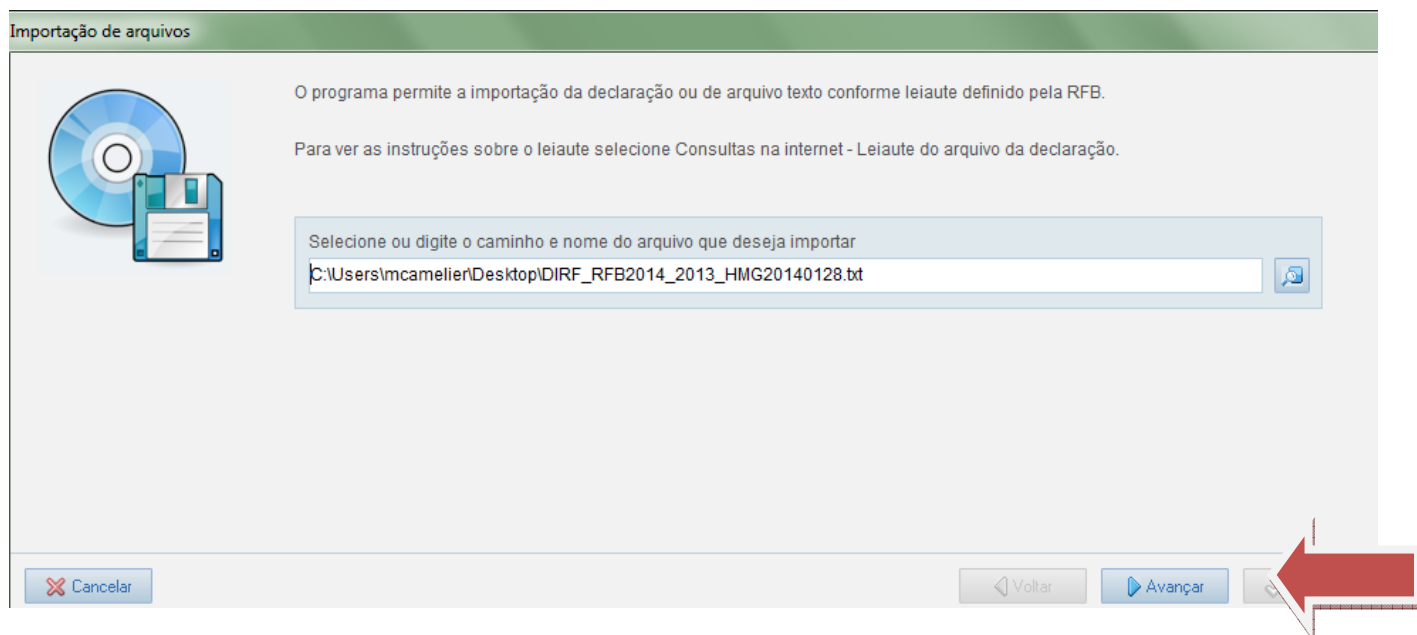 Importação de arquivos
O programa permite a importação da declaração ou de arquivo texto conforme leiaute definido pela RFB.
Para ver as instruções sobre o leiaute selecione Consultas na internet - Leiaute do arquivo da declaração.
Selecione ou digite o caminho e nome do arquivo que deseja importar
C:\Users\mcamelier\Desktop\DIRF_RFB2014_2013_HMG20140128.txt
Cancelar
Voltar
Avançar